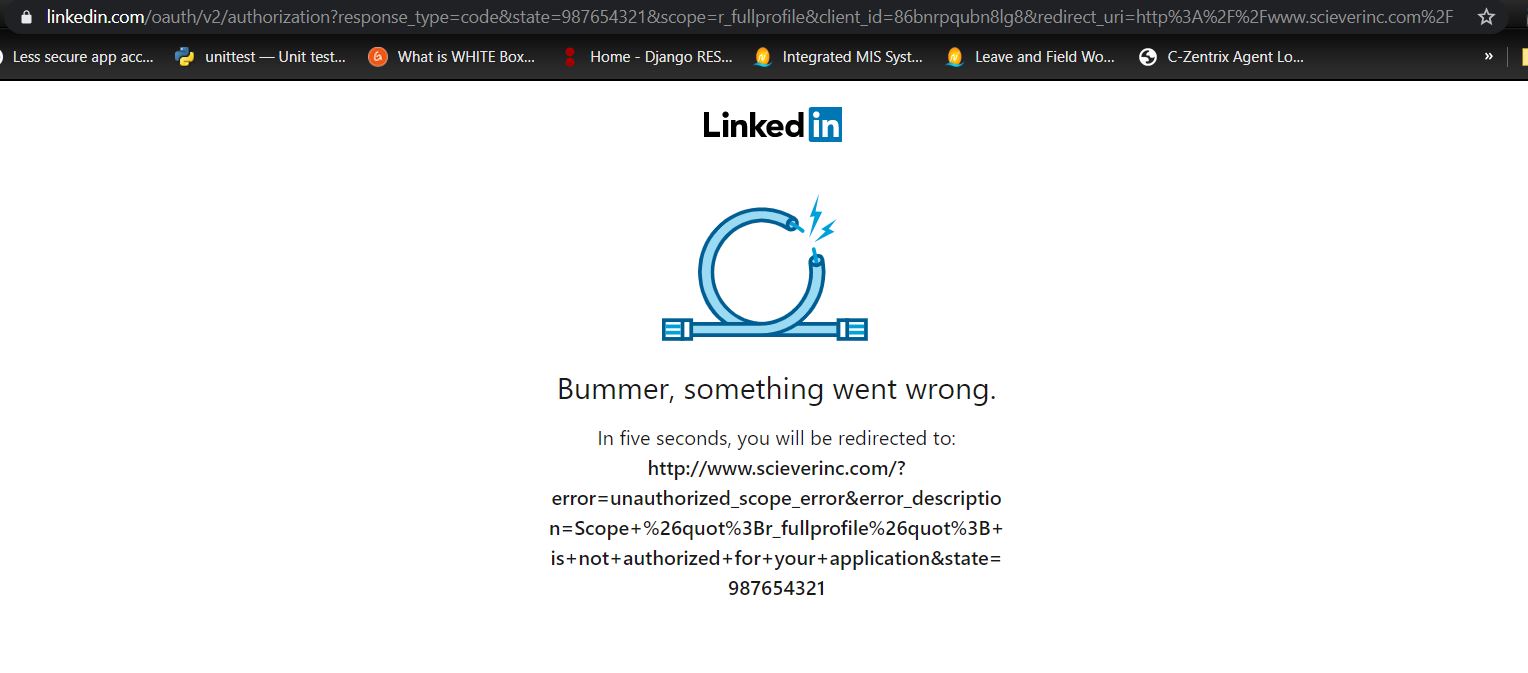 linkedin.com/oauth/v2/authorization?response_type=code&state=987654321&scope=r_fullprofile&client_id=86bnrpqubn8lg8&redirect_uri=http%3A%2F%2Fwww.scieverinc.com%2F
Less secure app acc... unittest — Unit test... What is WHITE Box... Home - Django RES... Integrated MIS Syst... Leave and Field Wo... C-Zentrix Agent Lo... »
Linked in
Bummer, something went wrong.
In five seconds, you will be redirected to:
http://www.scieverinc.com/?
error=unauthorized_scope_error&error_descriptio
n=Scope+%26quot%3Br_fullprofile%26quot%3B+
is+not+authorized+for+your+application&state=
987654321